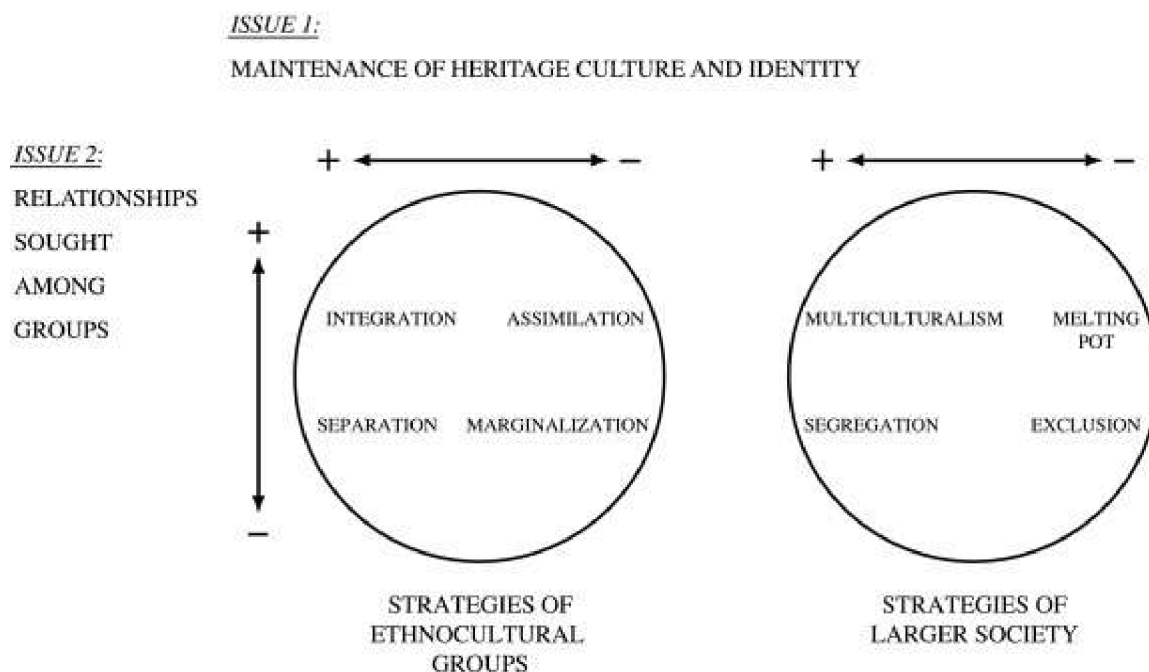 ISSUE 1:
MAINTENANCE OF HERITAGE CULTURE AND IDENTITY
ISSUE 2:
RELATIONSHIPS
SOUGHT
AMONG
GROUPS
+ −
+ −
+
−
INTEGRATION ASSIMILATION
SEPARATION MARGINALIZATION
MULTICULTURALISM MELTING
POT
SEGREGATION EXCLUSION
STRATEGIES OF
ETHNOCULTURAL
GROUPS
STRATEGIES OF
LARGER SOCIETY